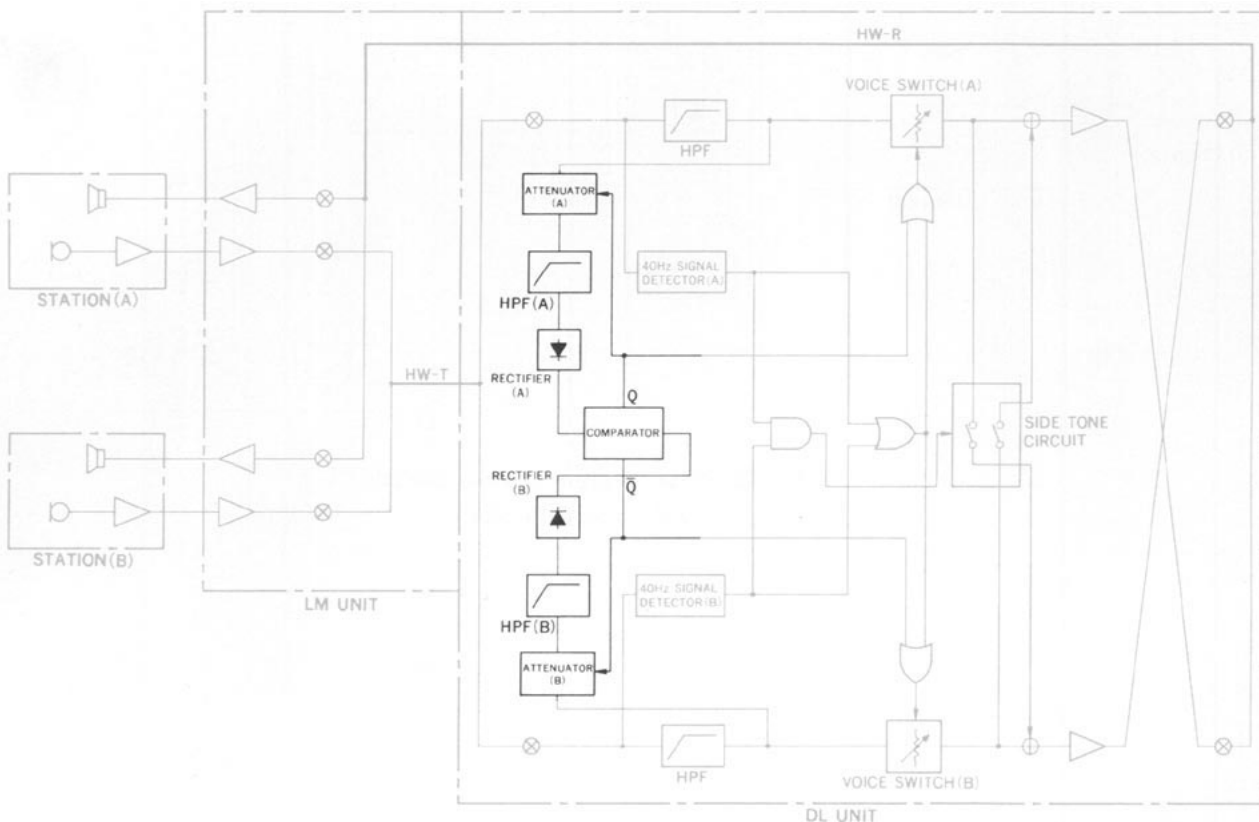 HW-R
VOICE SWITCH(A)
HPF
ATTENUATOR
(A)
STATION(A)
HPF(A)
40Hz SIGNAL
DETECTOR(A)
RECTIFIER
(A)
HW-T
Q
COMPARATOR
SIDE TONE
CIRCUIT
RECTIFIER
(B)
Q̅
STATION(B)
LM UNIT
HPF(B)
40Hz SIGNAL
DETECTOR(B)
ATTENUATOR
(B)
HPF
VOICE SWITCH(B)
DL UNIT